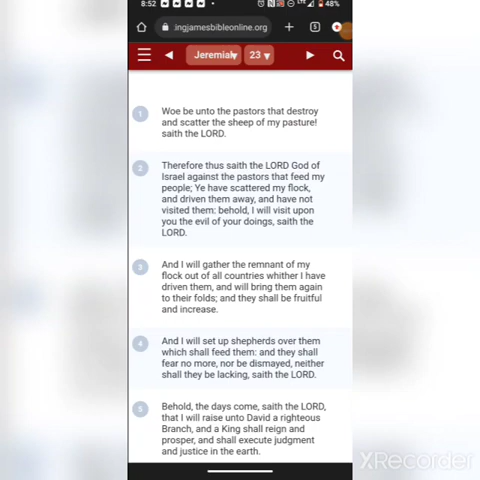 8:52 LTE 48%
ingjamesbibleonline.org 5
Jeremiah 23
1 Woe be unto the pastors that destroy
and scatter the sheep of my pasture!
saith the LORD.
2 Therefore thus saith the LORD God of
Israel against the pastors that feed my
people; Ye have scattered my flock,
and driven them away, and have not
visited them: behold, I will visit upon
you the evil of your doings, saith the
LORD.
3 And I will gather the remnant of my
flock out of all countries whither I have
driven them, and will bring them again
to their folds; and they shall be fruitful
and increase.
4 And I will set up shepherds over them
which shall feed them: and they shall
fear no more, nor be dismayed, neither
shall they be lacking, saith the LORD.
5 Behold, the days come, saith the LORD,
that I will raise unto David a righteous
Branch, and a King shall reign and
prosper, and shall execute judgment
and justice in the earth.
XRecorder